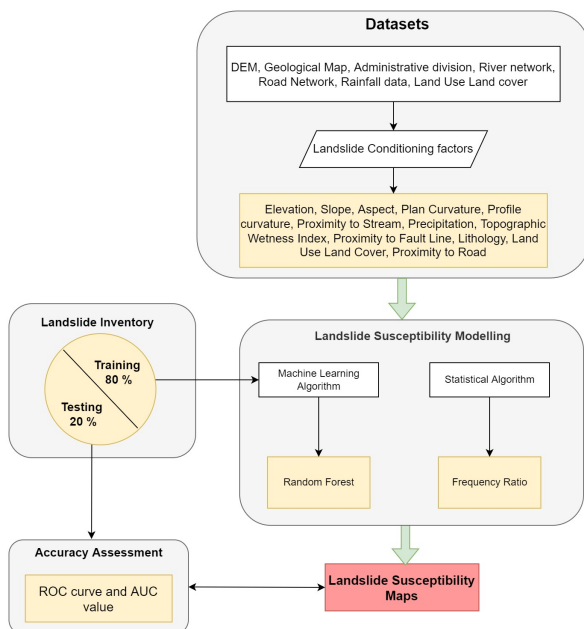 Datasets
DEM, Geological Map, Administrative division, River network,
Road Network, Rainfall data, Land Use Land cover
Landslide Conditioning factors
Elevation, Slope, Aspect, Plan Curvature, Profile
curvature, Proximity to Stream, Precipitation, Topographic
Wetness Index, Proximity to Fault Line, Lithology, Land
Use Land Cover, Proximity to Road
Landslide Inventory
Training
80 %
Testing
20 %
Landslide Susceptibility Modelling
Machine Learning
Algorithm
Statistical Algorithm
Random Forest
Frequency Ratio
Accuracy Assessment
ROC curve and AUC
value
Landslide Susceptibility
Maps